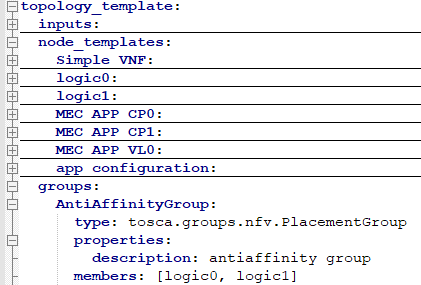 topology_template:
inputs:
node_templates:
Simple VNF:
logic0:
logic1:
MEC APP CP0:
MEC APP CP1:
MEC APP VL0:
app configuration:
groups:
AntiAffinityGroup:
type: tosca.groups.nfv.PlacementGroup
properties:
description: antiaffinity group
members: [logic0, logic1]